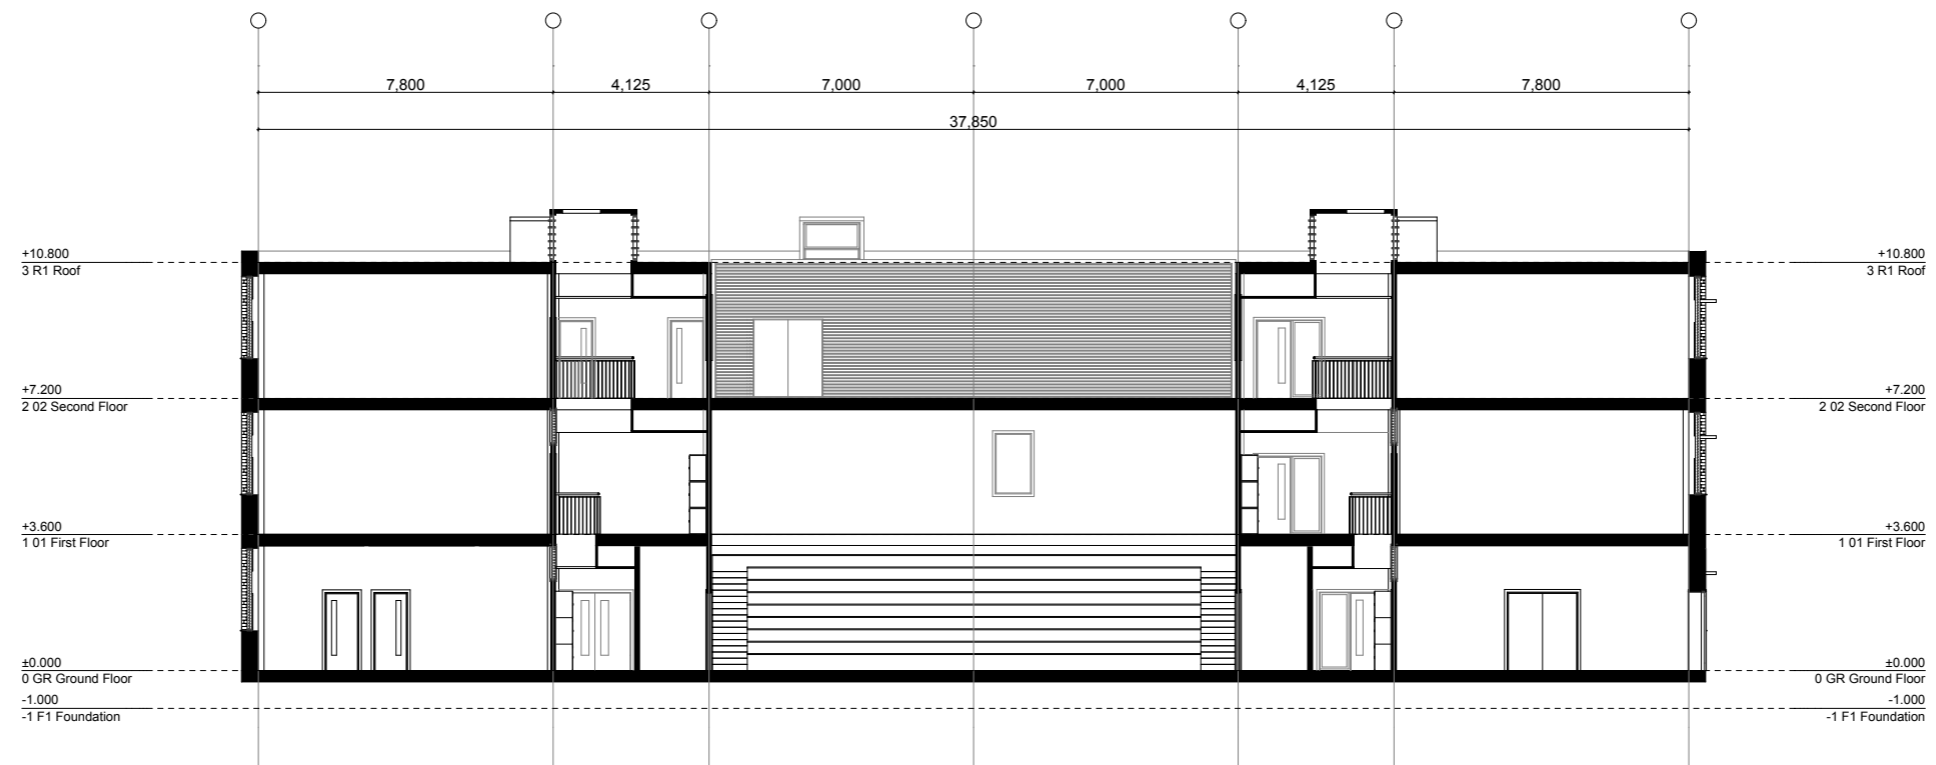 7,800 4,125 7,000 7,000 4,125 7,800
37,850
+10.800 +10.800
3 R1 Roof 3 R1 Roof
+7.200 +7.200
2 02 Second Floor 2 02 Second Floor
+3.600 +3.600
1 01 First Floor 1 01 First Floor
±0.000 ±0.000
0 GR Ground Floor 0 GR Ground Floor
-1.000 -1.000
-1 F1 Foundation -1 F1 Foundation